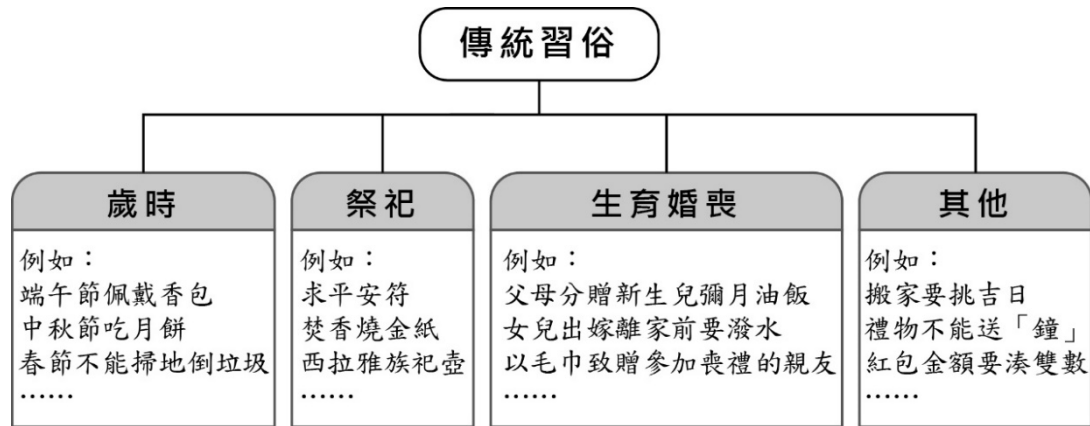 傳統習俗
歲時
例如：
端午節佩戴香包
中秋節吃月餅
春節不能掃地倒垃圾
……
祭祀
例如：
求平安符
焚香燒金紙
西拉雅族祀壺
……
生育婚喪
例如：
父母分贈新生兒彌月油飯
女兒出嫁離家前要潑水
以毛巾致贈參加喪禮的親友
……
其他
例如：
搬家要挑吉日
禮物不能送「鐘」
紅包金額要湊雙數
……